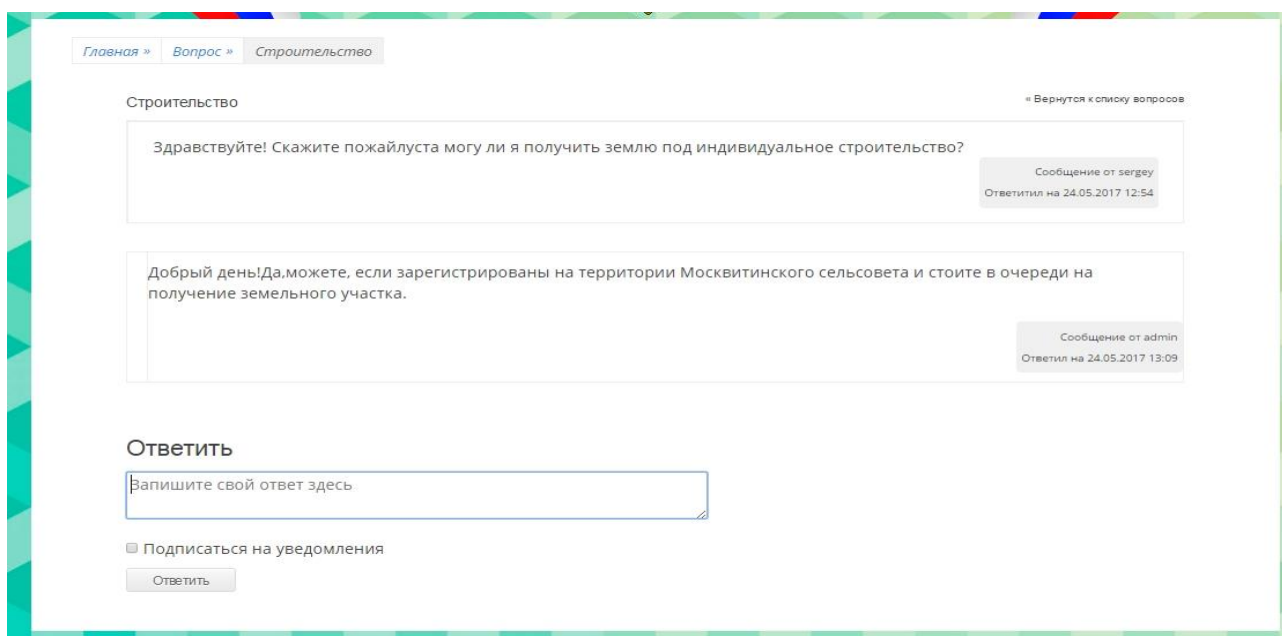 Главная » Вопрос » Строительство
Строительство
« Вернутся к списку вопросов
Здравствуйте! Скажите пожайлуста могу ли я получить землю под индивидуальное строительство?
Сообщение от sergey
Ответитил на 24.05.2017 12:54
Добрый день!Да,можете, если зарегистрированы на территории Москвитинского сельсовета и стоите в очереди на
получение земельного участка.
Сообщение от admin
Ответил на 24.05.2017 13:09
Ответить
Запишите свой ответ здесь
Подписаться на уведомления
Ответить